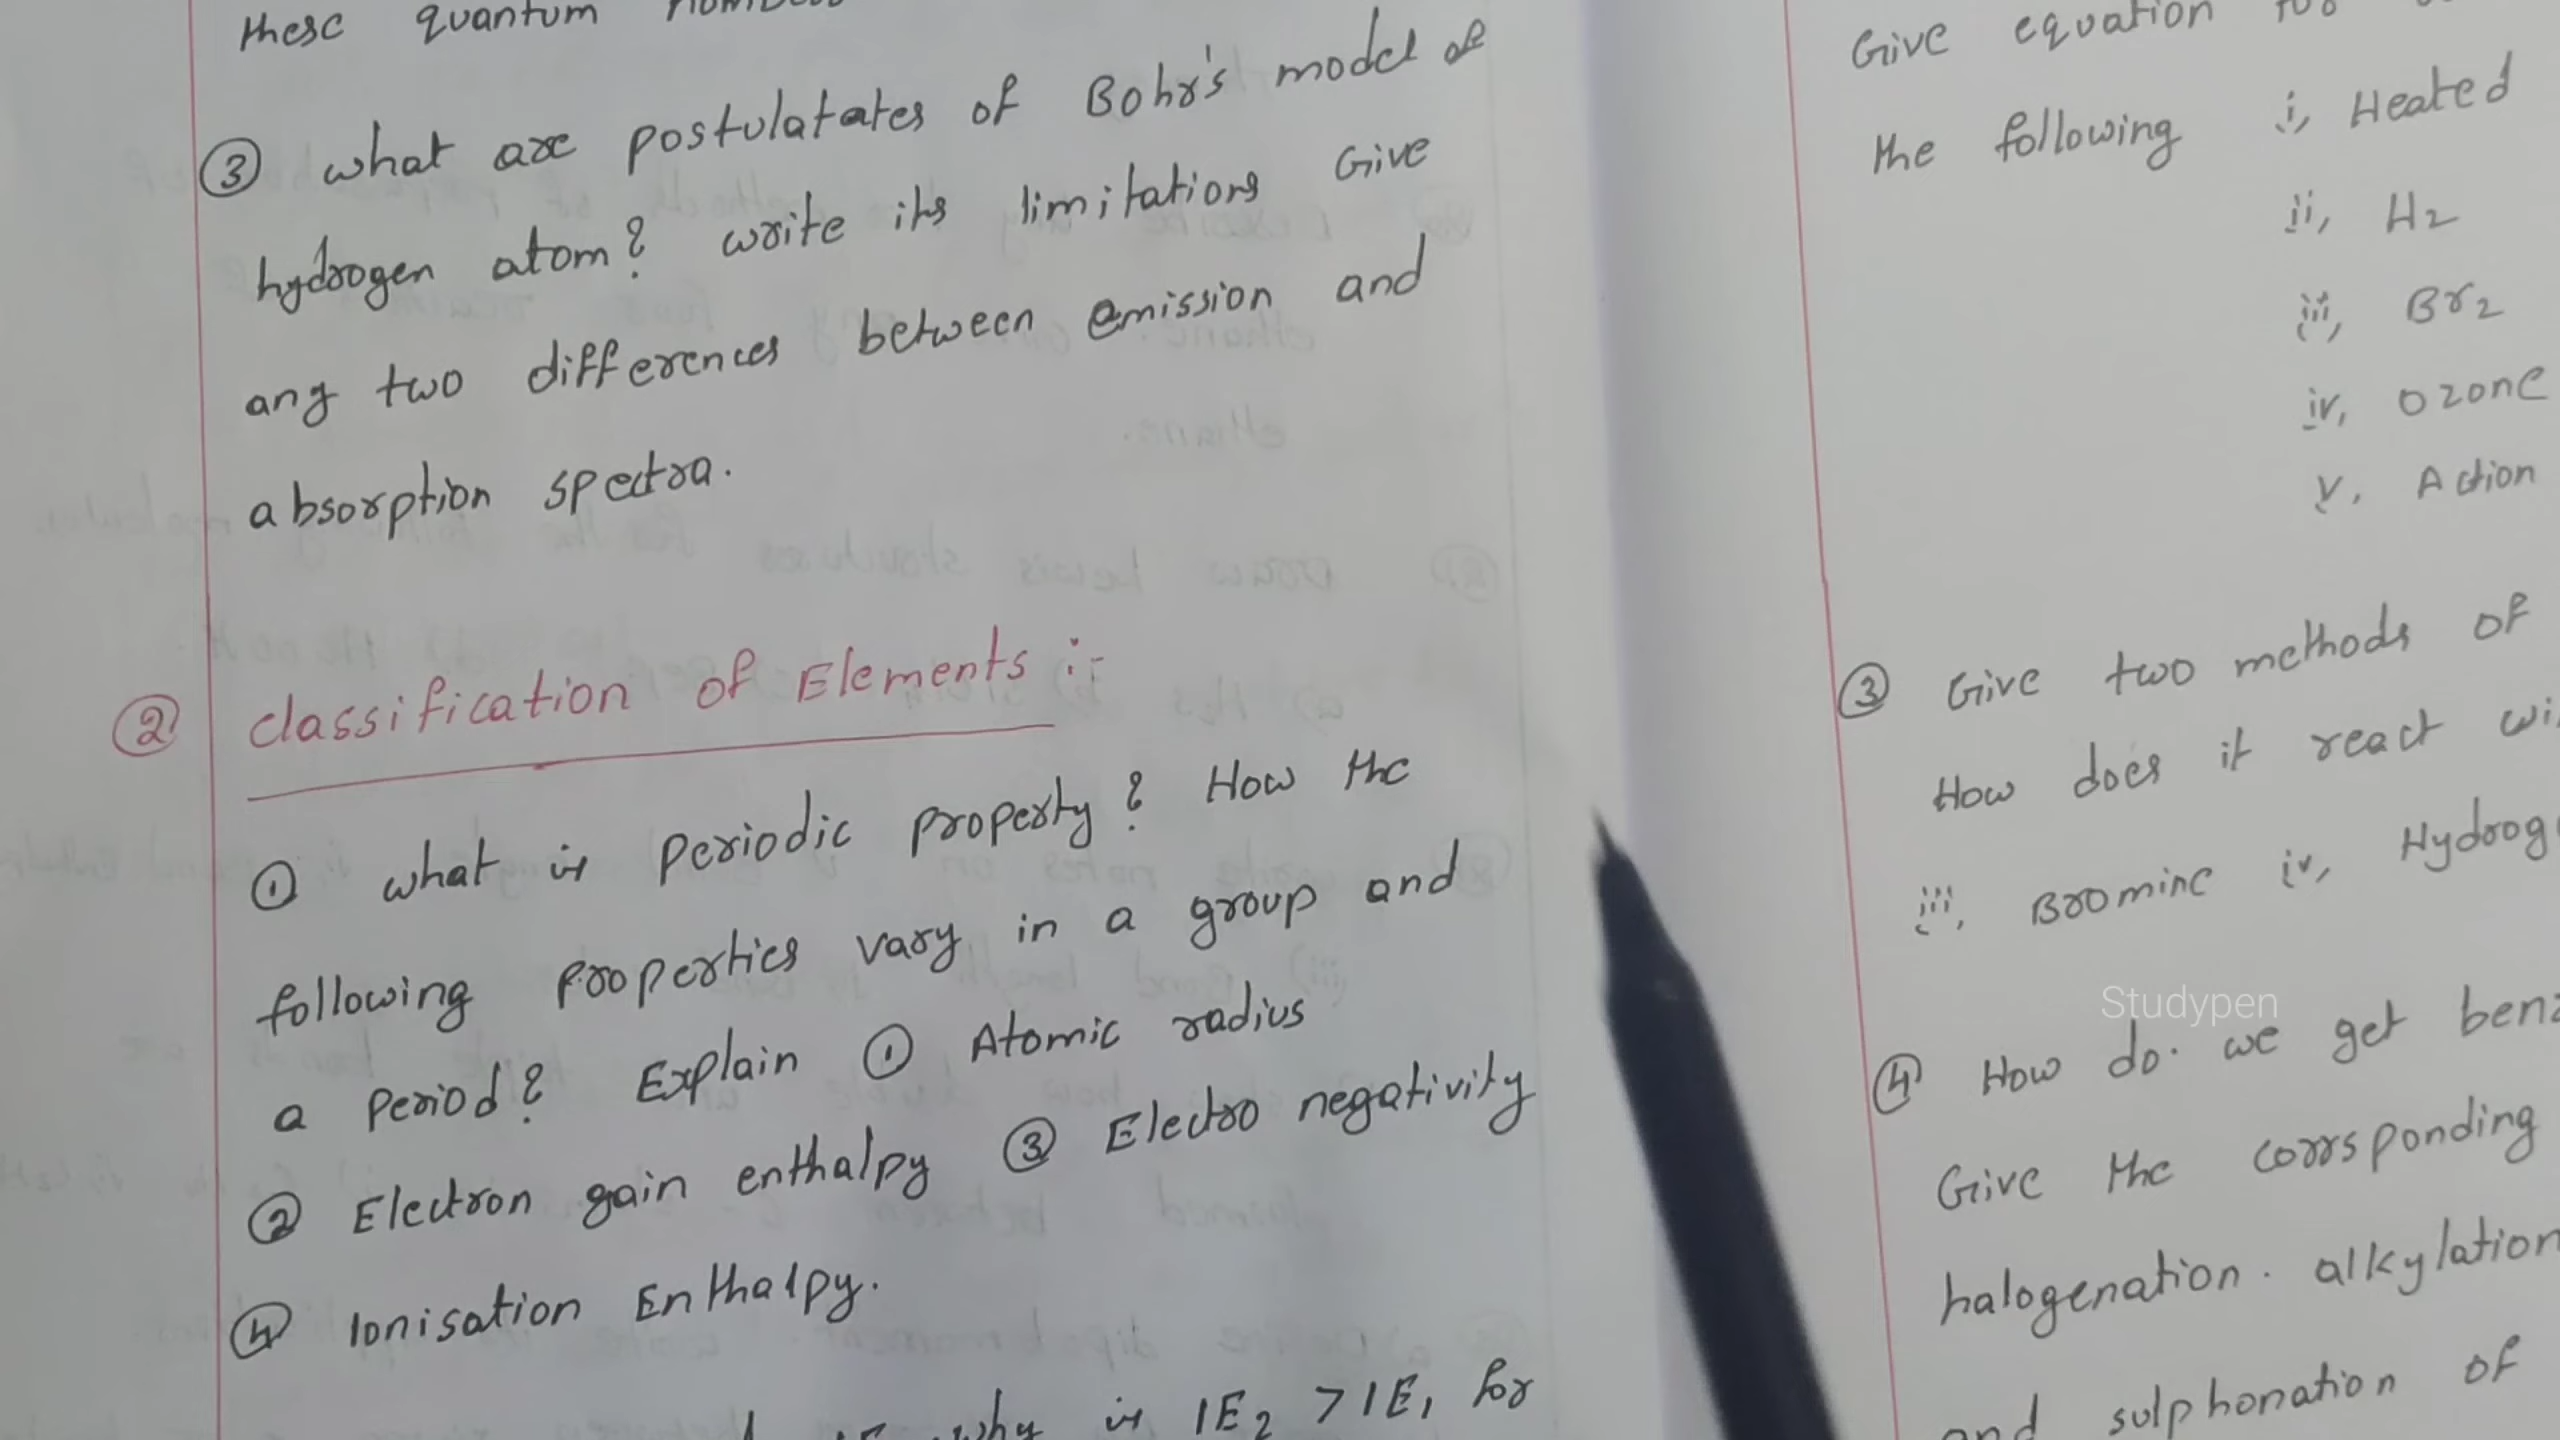 these quantum
③ what are postulatates of Bohr's model of
hydrogen atom? write its limitations Give
any two differences between emission and
absorption spectra.
② Classification of Elements :-
① what is Periodic property? How the
following Properties vary in a group and
a Period? Explain ① Atomic radius
② Electron gain enthalpy ③ Electro negativity
④ Ionisation Enthalpy.
why is IE2 > IE1 for
Give equation
the following i, Heated
ii, H2
iii, Br2
iv, Ozone
v. Action
③ Give two methods of
How does it react
iii, Bromine iv,
Studypen
④ How do we get
Give the corrsponding
halogenation. alkylation
and sulphonation of